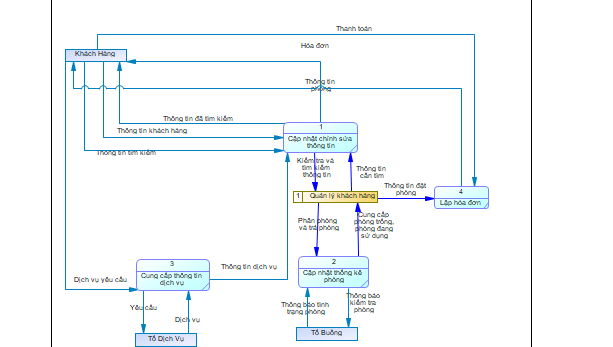 Thanh toán
Hóa đơn
Khách Hàng
Thông tin
phòng
Thông tin đã tìm kiếm
Thông tin khách hàng
Thông tin tìm kiếm
1
Cập nhật chỉnh sửa
thông tin
Kiểm tra và
tìm kiếm
thông tin
Thông tin
cần tìm
Thông tin đặt
phòng
4
Lập hóa đơn
1
Quản lý khách hàng
Phân phòng
và trả phòng
Cung cấp
phòng trống,
phòng đang
sử dụng
3
Cung cấp thông tin
dịch vụ
Thông tin dịch vụ
2
Cập nhật thống kê
phòng
Dịch vụ yêu cầu
Yêu cầu
Dịch vụ
Thông báo tình
trạng phòng
Thông báo
kiểm tra
phòng
Tổ Dịch Vụ
Tổ Buồng